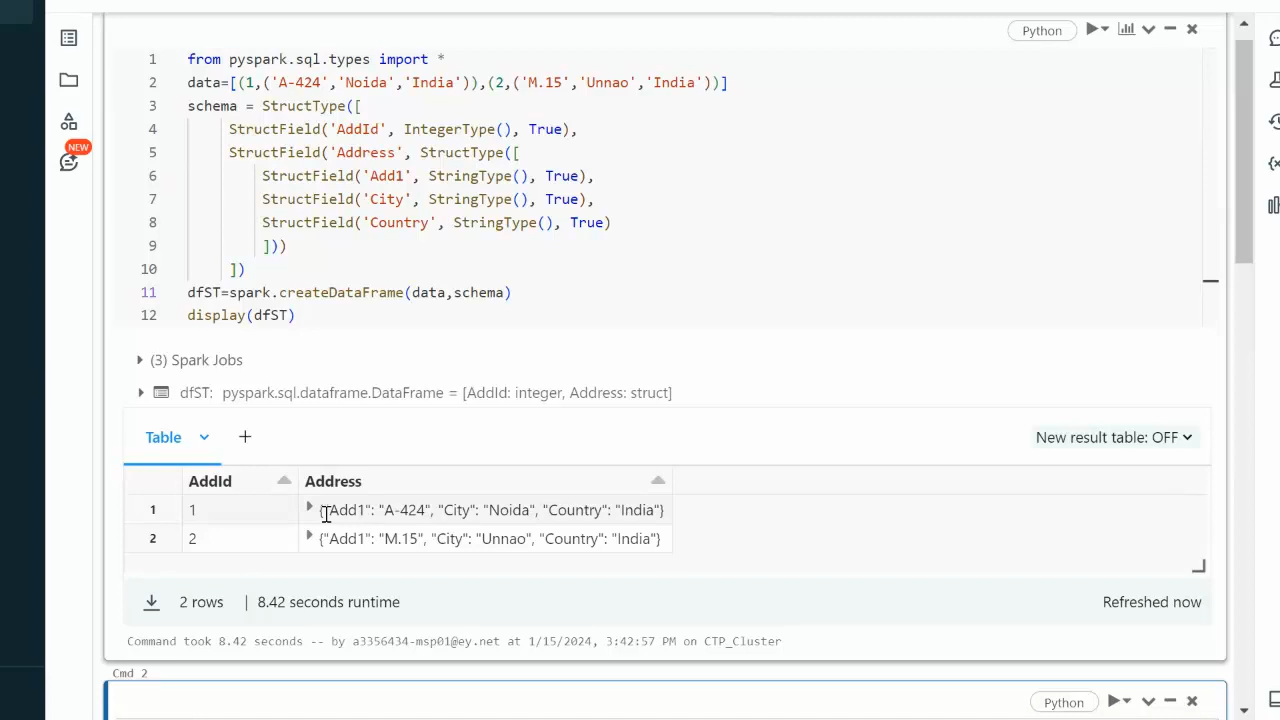 Python
NEW
1 from pyspark.sql.types import *
2 data=[(1,('A-424','Noida','India')),(2,('M.15','Unnao','India'))]
3 schema = StructType([
4 StructField('AddId', IntegerType(), True),
5 StructField('Address', StructType([
6 StructField('Add1', StringType(), True),
7 StructField('City', StringType(), True),
8 StructField('Country', StringType(), True)
9 ]))
10 ])
11 dfST=spark.createDataFrame(data,schema)
12 display(dfST)
(3) Spark Jobs
dfST: pyspark.sql.dataframe.DataFrame = [AddId: integer, Address: struct]
Table + New result table: OFF
AddId Address
1 1 {"Add1": "A-424", "City": "Noida", "Country": "India"}
2 2 {"Add1": "M.15", "City": "Unnao", "Country": "India"}
2 rows | 8.42 seconds runtime Refreshed now
Command took 8.42 seconds -- by a3356434-msp01@ey.net at 1/15/2024, 3:42:57 PM on CTP_Cluster
Cmd 2
Python